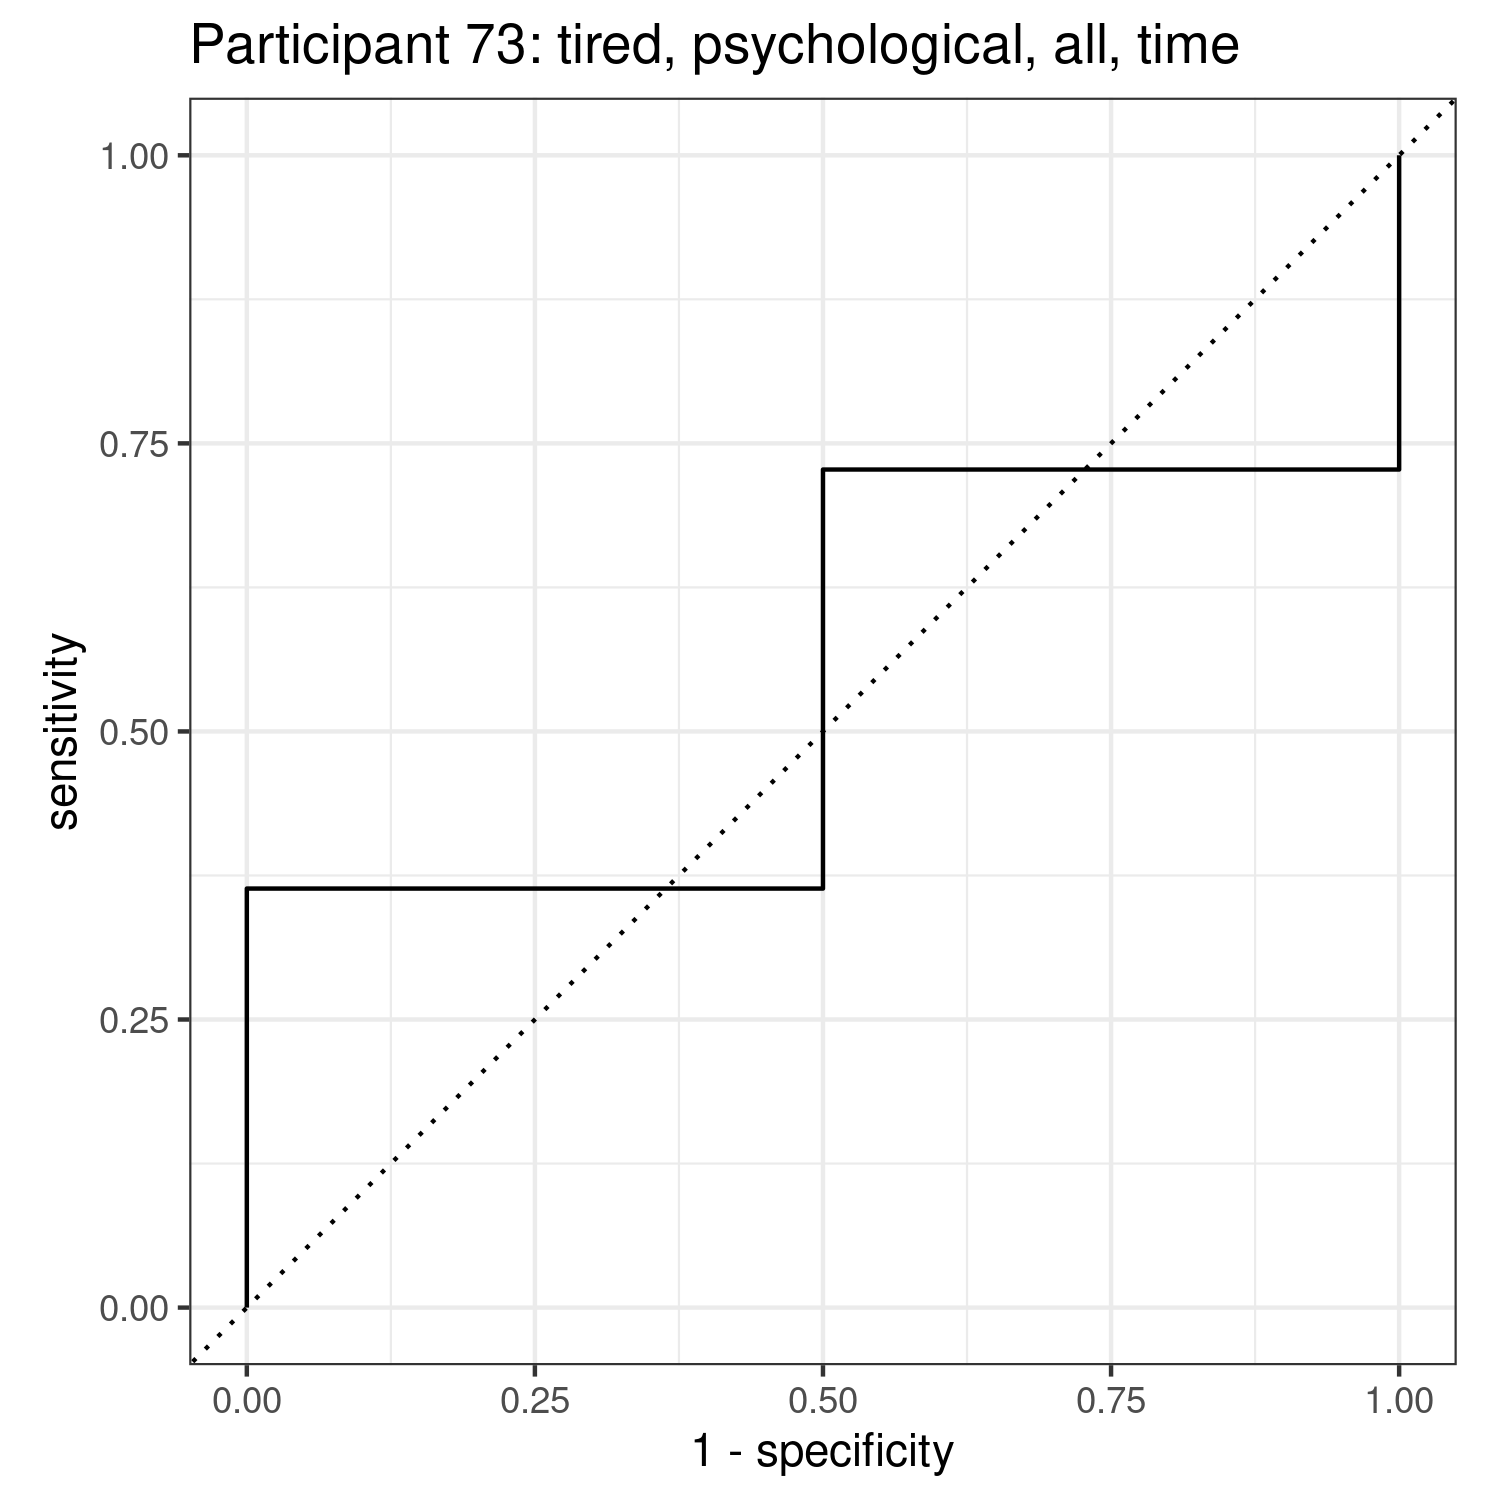 Participant 73: tired, psychological, all, time
1.00
0.75
0.50
0.25
0.00
sensitivity
0.00 0.25 0.50 0.75 1.00
1 - specificity